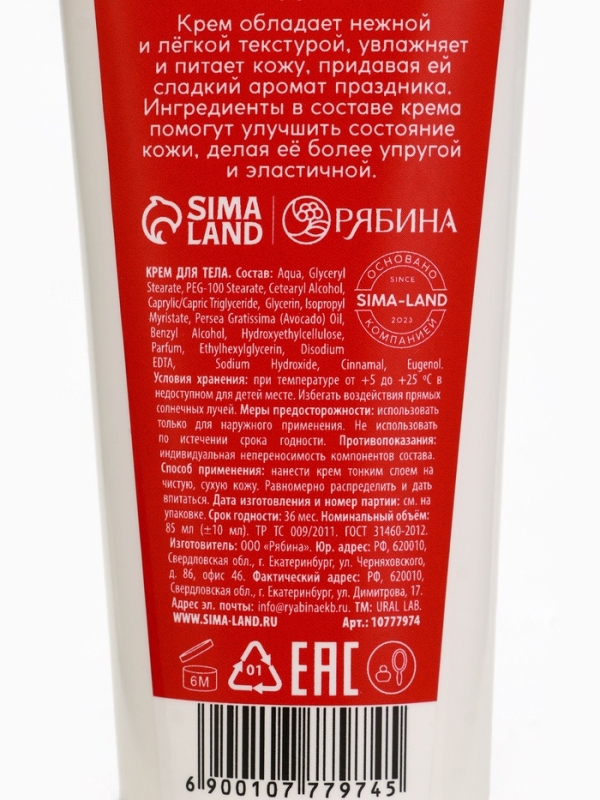 Крем обладает нежной
и лёгкой текстурой, увлажняет
и питает кожу, придавая ей
сладкий аромат праздника.
Ингредиенты в составе крема
помогут улучшить состояние
кожи, делая её более упругой
и эластичной.
SIMA
LAND
РЯБИНА
ОСНОВАНО
SINCE
SIMA-LAND
2023
КОМПАНИЕЙ
КРЕМ ДЛЯ ТЕЛА. Состав: Aqua, Glyceryl
Stearate, PEG-100 Stearate, Cetearyl Alcohol,
Caprylic/Capric Triglyceride, Glycerin, Isopropyl
Myristate, Persea Gratissima (Avocado) Oil,
Benzyl Alcohol, Hydroxyethylcellulose,
Parfum, Ethylhexylglycerin, Disodium
EDTA, Sodium Hydroxide, Cinnamal, Eugenol.
Условия хранения: при температуре от +5 до +25 °С в
недоступном для детей месте. Избегать воздействия прямых
солнечных лучей. Меры предосторожности: использовать
только для наружного применения. Не использовать
по истечении срока годности. Противопоказания:
индивидуальная непереносимость компонентов состава.
Способ применения: нанести крем тонким слоем на
чистую, сухую кожу. Равномерно распределить и дать
впитаться. Дата изготовления и номер партии: см. на
упаковке. Срок годности: 36 мес. Номинальный объём:
85 мл (±10 мл). ТР ТС 009/2011. ГОСТ 31460-2012.
Изготовитель: ООО «Рябина». Юр. адрес: РФ, 620010,
Свердловская обл., г. Екатеринбург, ул. Черняховского,
д. 86, офис 46. Фактический адрес: РФ, 620010,
Свердловская обл., г. Екатеринбург, ул. Димитрова, 17.
Адрес эл. почты: info@ryabinaekb.ru. ТМ: URAL LAB.
WWW.SIMA-LAND.RU Арт.: 10777974
6M
01
EAC
6 900107 779745